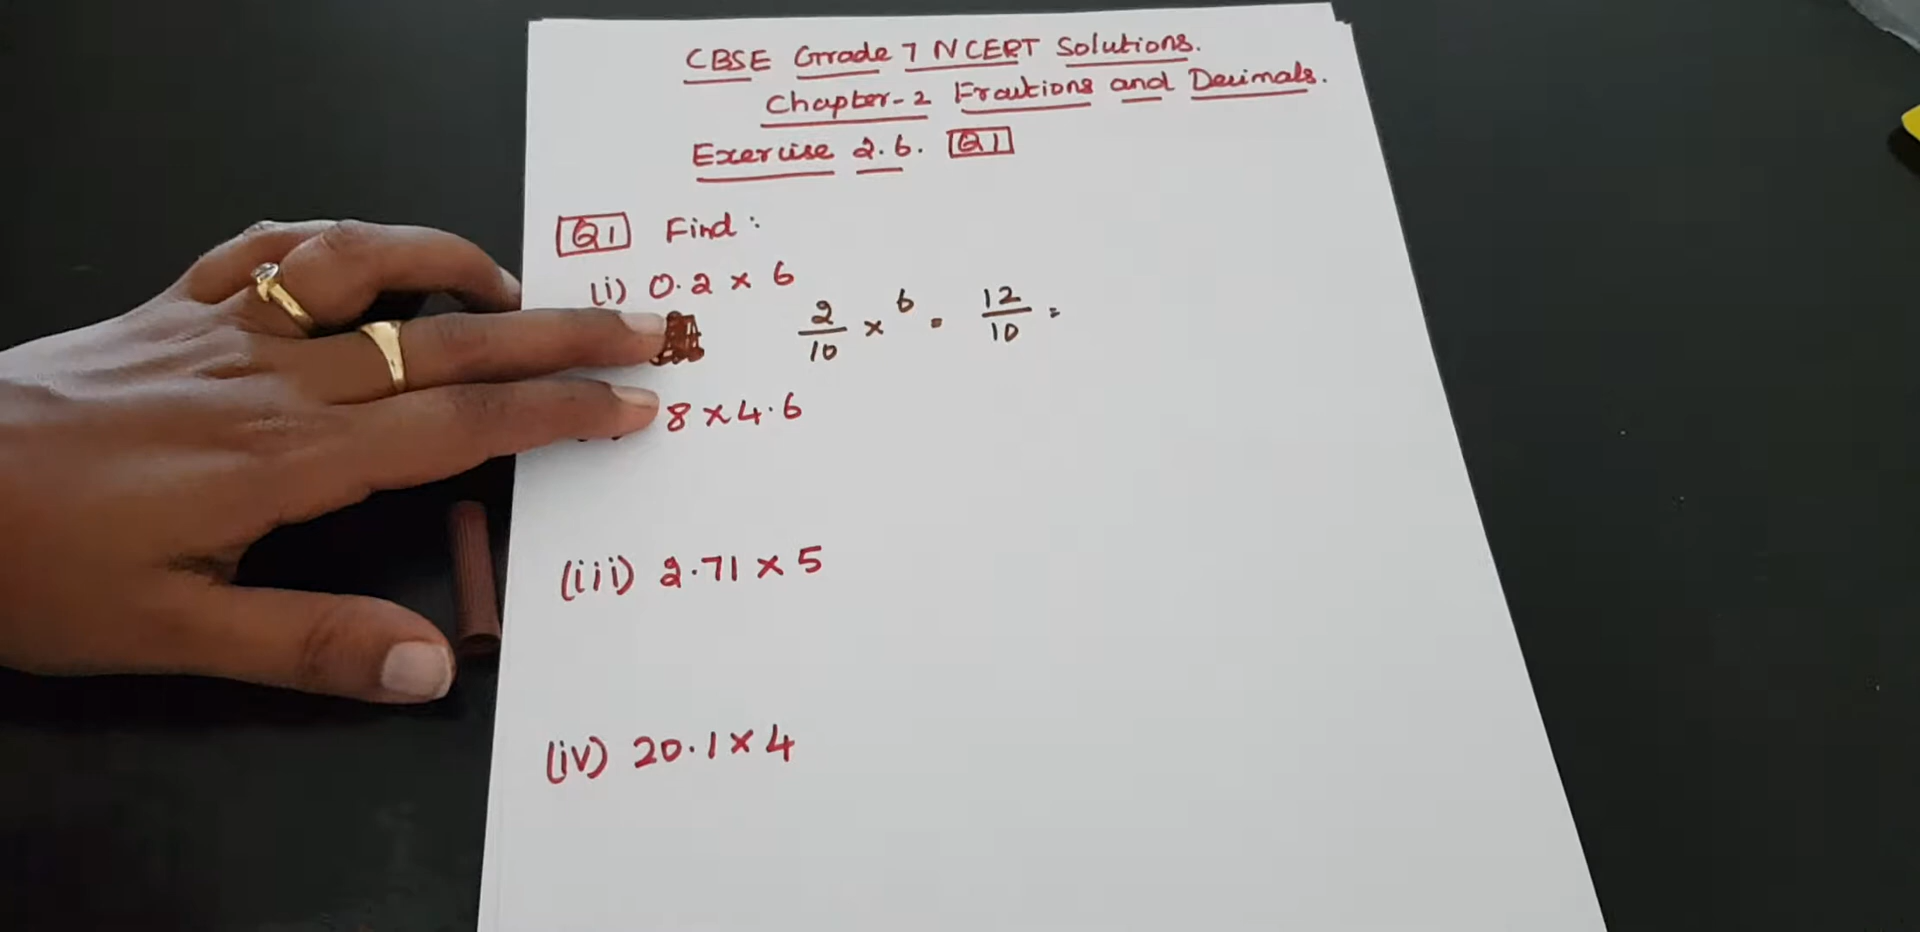 CBSE Grade 7 NCERT Solutions.
Chapter-2 Fractions and Decimals.
Exercise 2.6. Q1
Q1 Find :
(i) 0.2 × 6
2/10 × 6 = 12/10 =
8 × 4.6
(iii) 2.71 × 5
(iv) 20.1 × 4